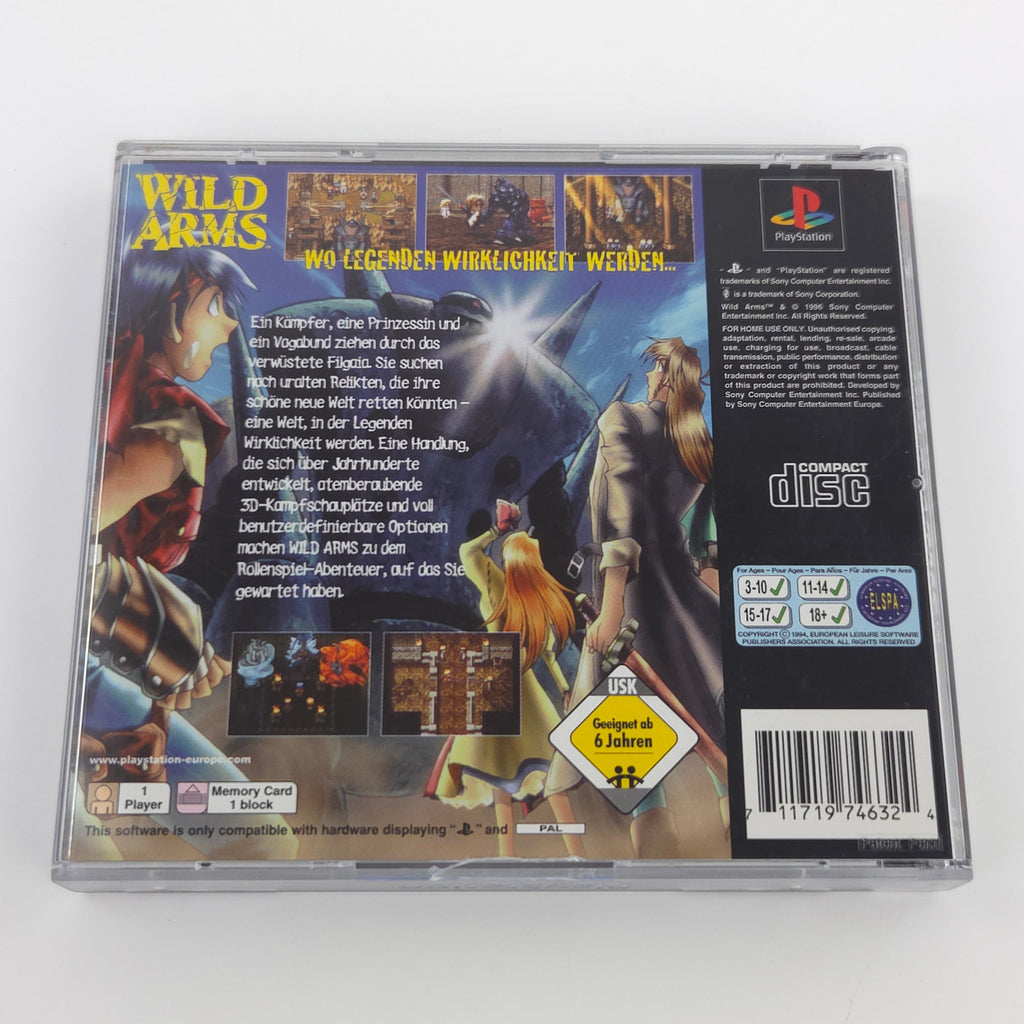 WILD
ARMS
WO LEGENDEN WIRKLICHKEIT WERDEN...
Ein Kämpfer, eine Prinzessin und
ein Vagabund ziehen durch das
verwüstete Filgaia. Sie suchen
nach uralten Relikten, die ihre
schöne neue Welt retten könnten –
eine Welt, in der Legenden
Wirklichkeit werden. Eine Handlung,
die sich über Jahrhunderte
entwickelt, atemberaubende
3D-Kampfschauplätze und voll
benutzerdefinierbare Optionen
machen WILD ARMS zu dem
Rollenspiel-Abenteuer, auf das Sie
gewartet haben.
USK
Geeignet ab
6 Jahren
www.playstation-europe.com
1
Player
Memory Card
1 block
This software is only compatible with hardware displaying " " and PAL
PlayStation
" " and "PlayStation" are registered
trademarks of Sony Computer Entertainment Inc.
is a trademark of Sony Corporation.
Wild Arms™ & © 1996 Sony Computer
Entertainment Inc. All Rights Reserved.
FOR HOME USE ONLY. Unauthorised copying,
adaptation, rental, lending, re-sale, arcade
use, charging for use, broadcast, cable
transmission, public performance, distribution
or extraction of this product or any
trademark or copyright work that forms part
of this product are prohibited. Developed by
Sony Computer Entertainment Inc. Published
by Sony Computer Entertainment Europe.
COMPACT
disc
For Ages - Pour Ages - Para Años - Für Jahre - Per Anni
3-10 11-14
15-17 18+
ELSPA
COPYRIGHT © 1994, EUROPEAN LEISURE SOFTWARE
PUBLISHERS ASSOCIATION. ALL RIGHTS RESERVED
7 11719 74632 4